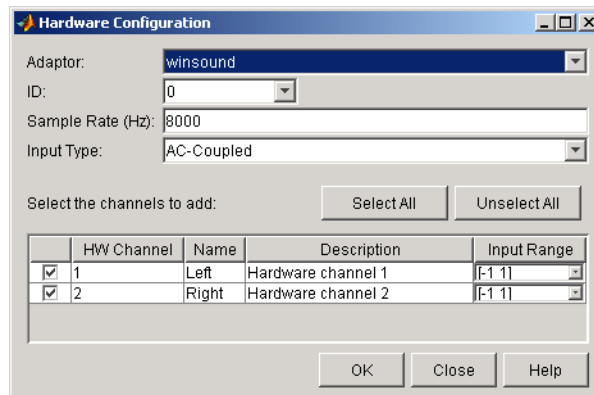 Hardware Configuration
Adaptor: winsound
ID: 0
Sample Rate (Hz): 8000
Input Type: AC-Coupled
Select the channels to add: Select All Unselect All
HW Channel Name Description Input Range
1 Left Hardware channel 1 [-1 1]
2 Right Hardware channel 2 [-1 1]
OK Close Help